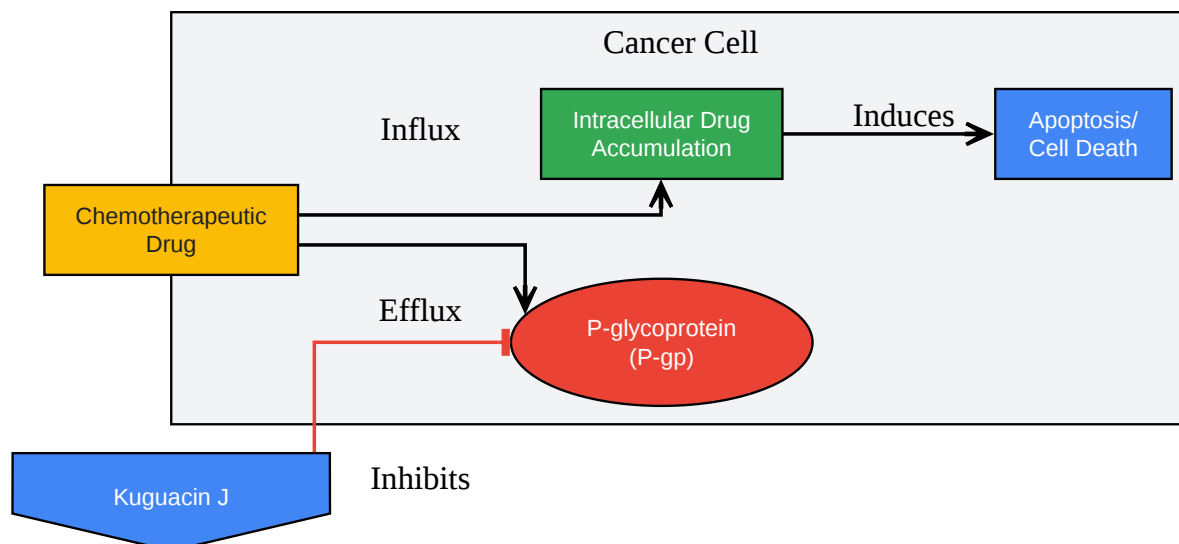 Cancer Cell
Influx
Intracellular Drug
Accumulation
Induces
Apoptosis/
Cell Death
Chemotherapeutic
Drug
Efflux
P-glycoprotein
(P-gp)
Inhibits
Kuguacin J